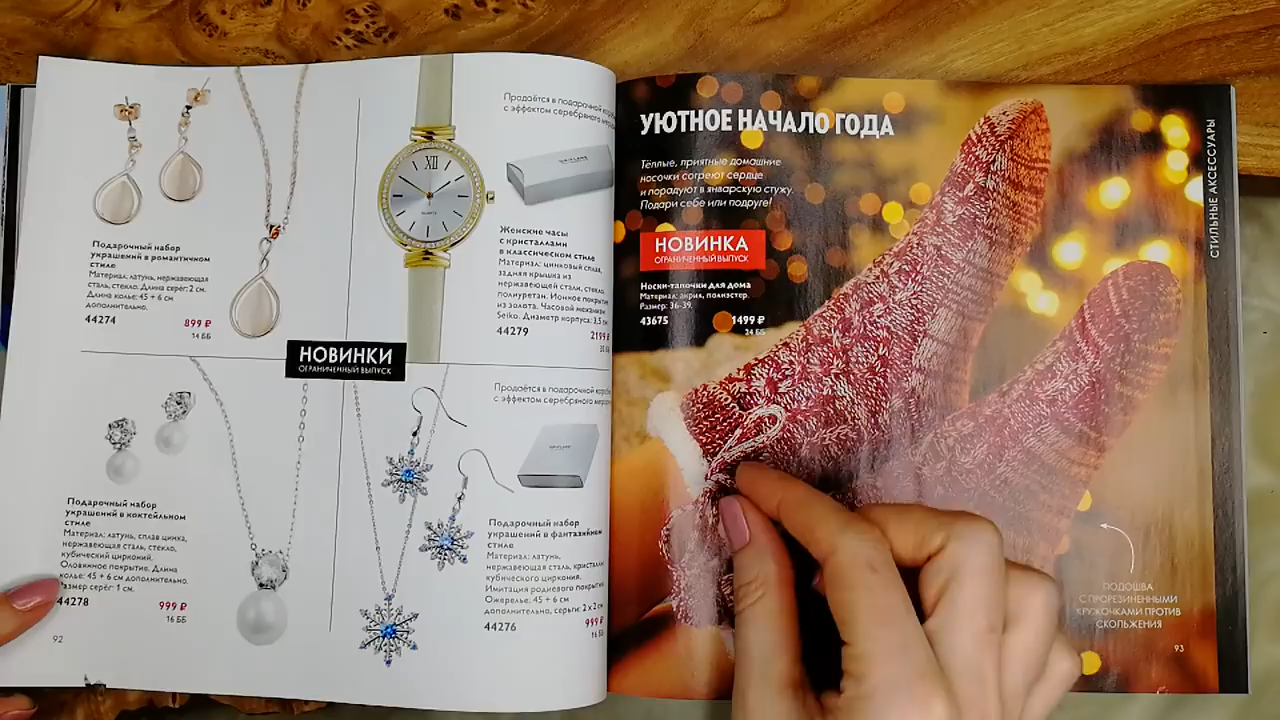 Подарочный набор
украшений в романтичном
стиле
Материал: латунь, нержавеющая
сталь, стекло. Длина серёг: 2 см.
Длина колье: 45 + 6 см
дополнительно.
44274 899 ₽
14 ББ
XII
QUARTZ
Продаётся в подарочной
с эффектом серебряного
ORIFLAME
Женские часы
с кристаллами
в классическом стиле
Материал: цинковый сплав,
задняя крышка из
нержавеющей стали, стекло,
полиуретан. Ионное покрытие
из золота. Часовой механизм
Seiko. Диаметр корпуса: 3,5 см
44279 2199 ₽
НОВИНКИ
ОГРАНИЧЕННЫЙ ВЫПУСК
Подарочный набор
украшений в коктейльном
стиле
Материал: латунь, сплав цинка,
нержавеющая сталь, стекло,
кубический цирконий.
Оловянное покрытие. Длина
колье: 45 + 6 см дополнительно.
Размер серёг: 1 см.
44278 999 ₽
16 ББ
Продаётся в подарочной короб
с эффектом серебряного
Подарочный набор
украшений в фантазийном
стиле
Материал: латунь,
нержавеющая сталь, кристаллы
кубического циркония.
Имитация родиевого покрытия
Ожерелье: 45 + 6 см
дополнительно, серьги: 2 х 2 см
44276 999 ₽
16 ББ
92
УЮТНОЕ НАЧАЛО ГОДА
Тёплые, приятные домашние
носочки согреют сердце
и порадуют в январскую стужу.
Подари себе или подруге!
НОВИНКА
ОГРАНИЧЕННЫЙ ВЫПУСК
Носки-тапочки для дома
Материал: акрил, полиэстер.
Размер: 36-39.
43675 1499 ₽
24 ББ
СТИЛЬНЫЕ АКСЕССУАРЫ
ПОДОШВА
С ПРОРЕЗИНЕННЫМИ
КРУЖОЧКАМИ ПРОТИВ
СКОЛЬЖЕНИЯ
93